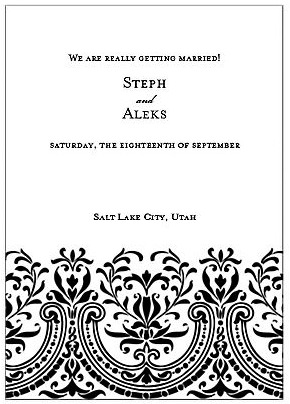 We are really getting married!
Steph
and
Aleks
saturday, the eighteenth of september
Salt Lake City, Utah